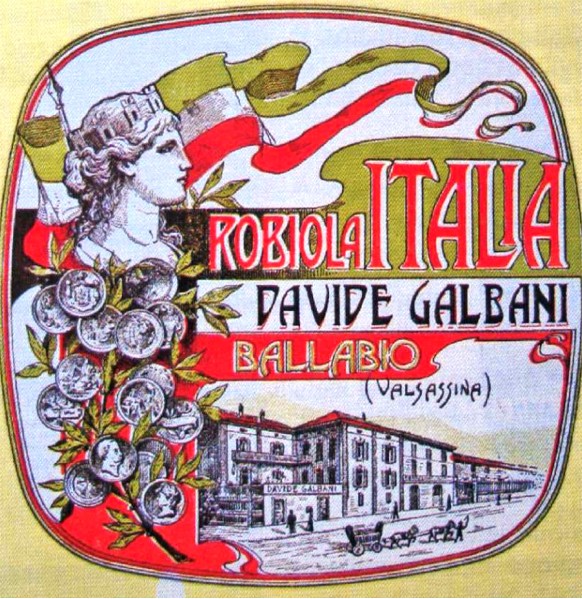 ROBIOLA ITALIA
DAVIDE GALBANI
BALLABIO
(VALSASSINA)
DAVIDE GALBANI